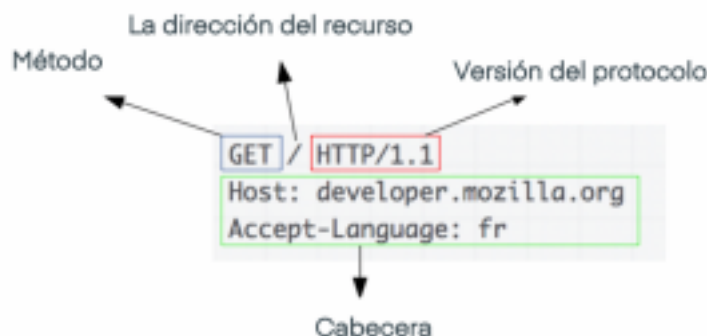 La dirección del recurso
Método
Versión del protocolo
GET / HTTP/1.1
Host: developer.mozilla.org
Accept-Language: fr
Cabecera